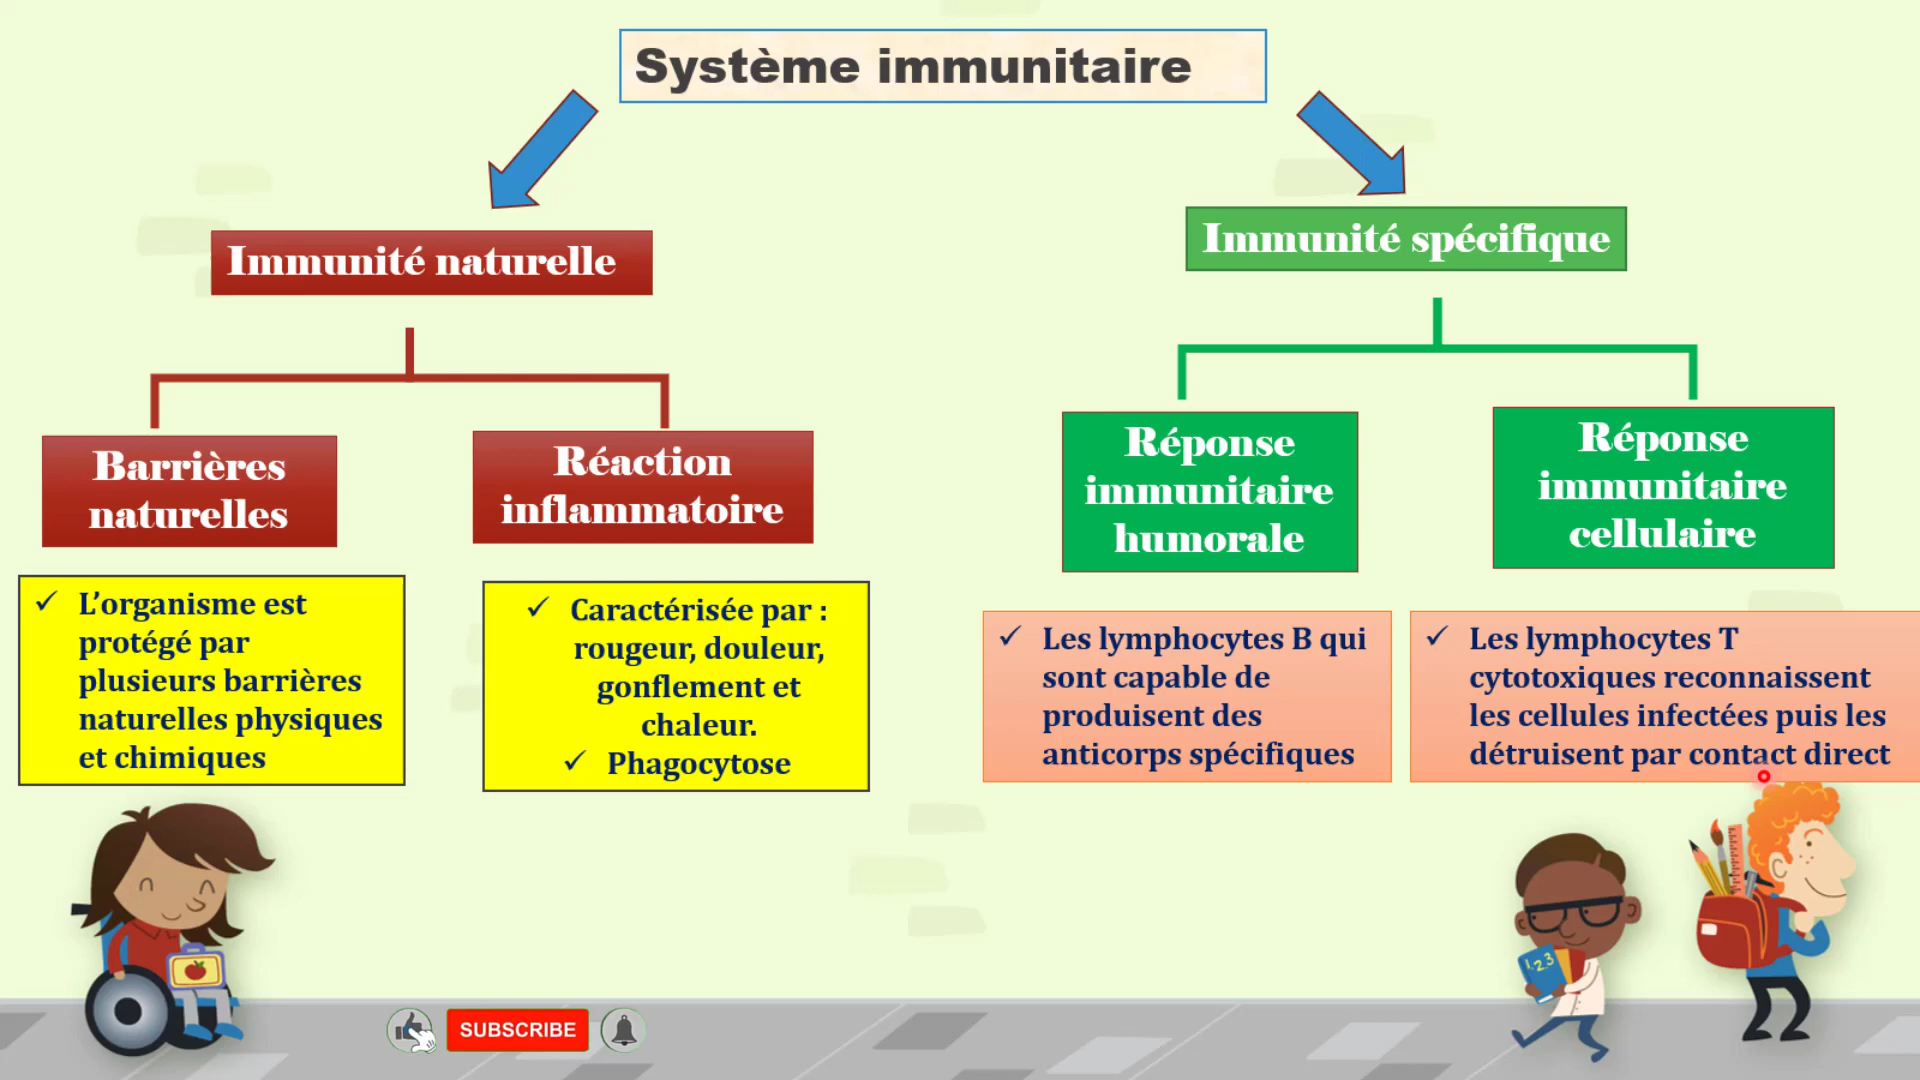 Système immunitaire
Immunité naturelle
Immunité spécifique
Barrières
naturelles
Réaction
inflammatoire
Réponse
immunitaire
humorale
Réponse
immunitaire
cellulaire
✓ L’organisme est
protégé par
plusieurs barrières
naturelles physiques
et chimiques
✓ Caractérisée par :
rougeur, douleur,
gonflement et
chaleur.
✓ Phagocytose
✓ Les lymphocytes B qui
sont capable de
produisent des
anticorps spécifiques
✓ Les lymphocytes T
cytotoxiques reconnaissent
les cellules infectées puis les
détruisent par contact direct
1,2,3
SUBSCRIBE